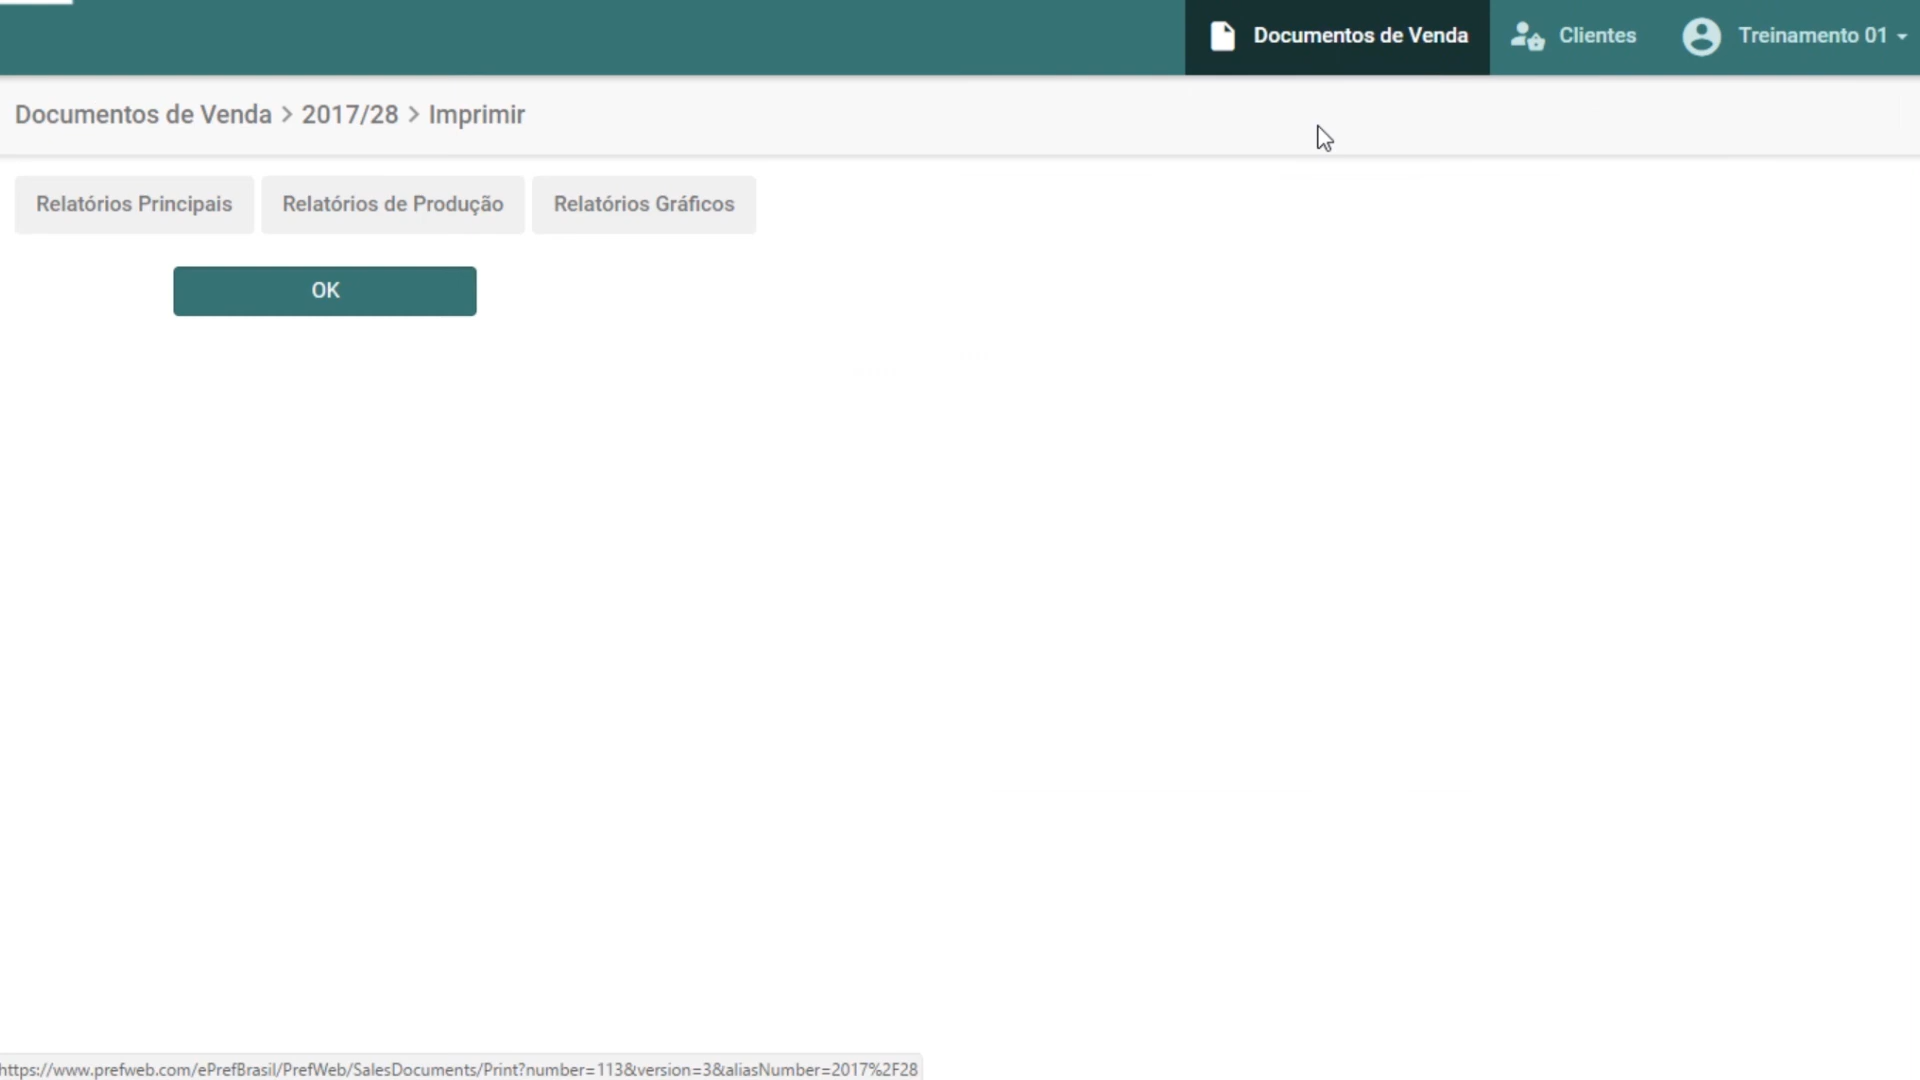 Documentos de Venda Clientes Treinamento 01
Documentos de Venda > 2017/28 > Imprimir
Relatórios Principais Relatórios de Produção Relatórios Gráficos
OK
https://www.prefweb.com/ePrefBrasil/PrefWeb/SalesDocuments/Print?number=113&version=3&aliasNumber=2017%2F28